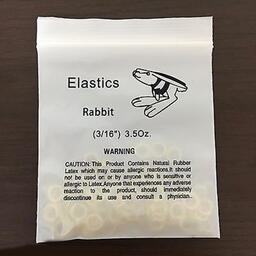 Elastics
Rabbit
(3/16") 3.5Oz.
WARNING
CAUTION: This Product Contains Natural Rubber
Latex which may cause allergic reactions.It should
not be used on or by anyone who is sensitive or
allergic to Latex.Anyone that experiences any adverse
reaction to the product, should immediately
discontinue its use and consult a physician..